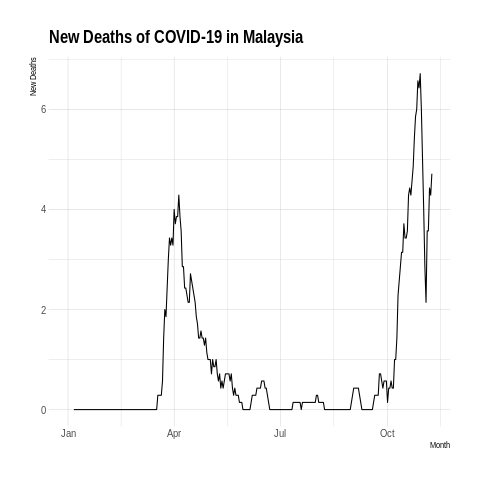 New Deaths of COVID-19 in Malaysia
New Deaths
6
4
2
0
Jan Apr Jul Oct
Month